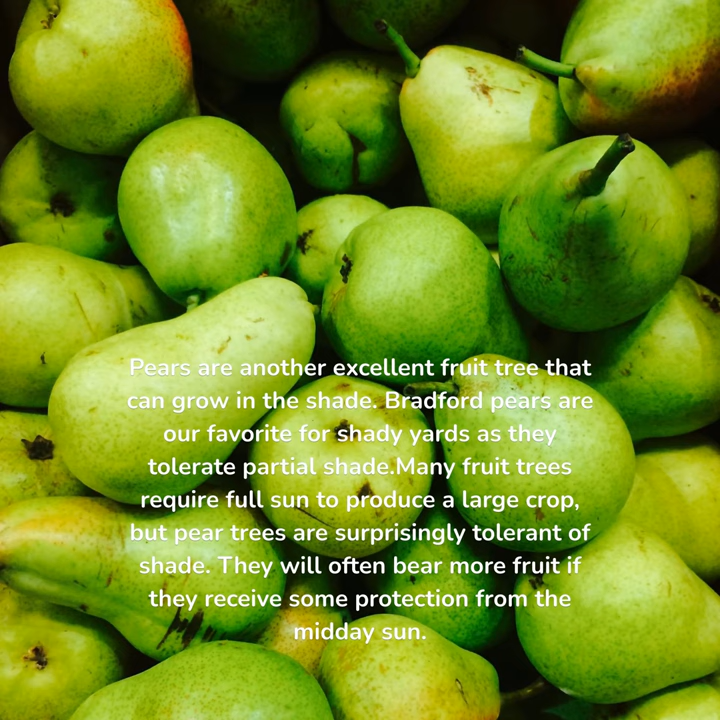 Pears are another excellent fruit tree that
can grow in the shade. Bradford pears are
our favorite for shady yards as they
tolerate partial shade.Many fruit trees
require full sun to produce a large crop,
but pear trees are surprisingly tolerant of
shade. They will often bear more fruit if
they receive some protection from the
midday sun.